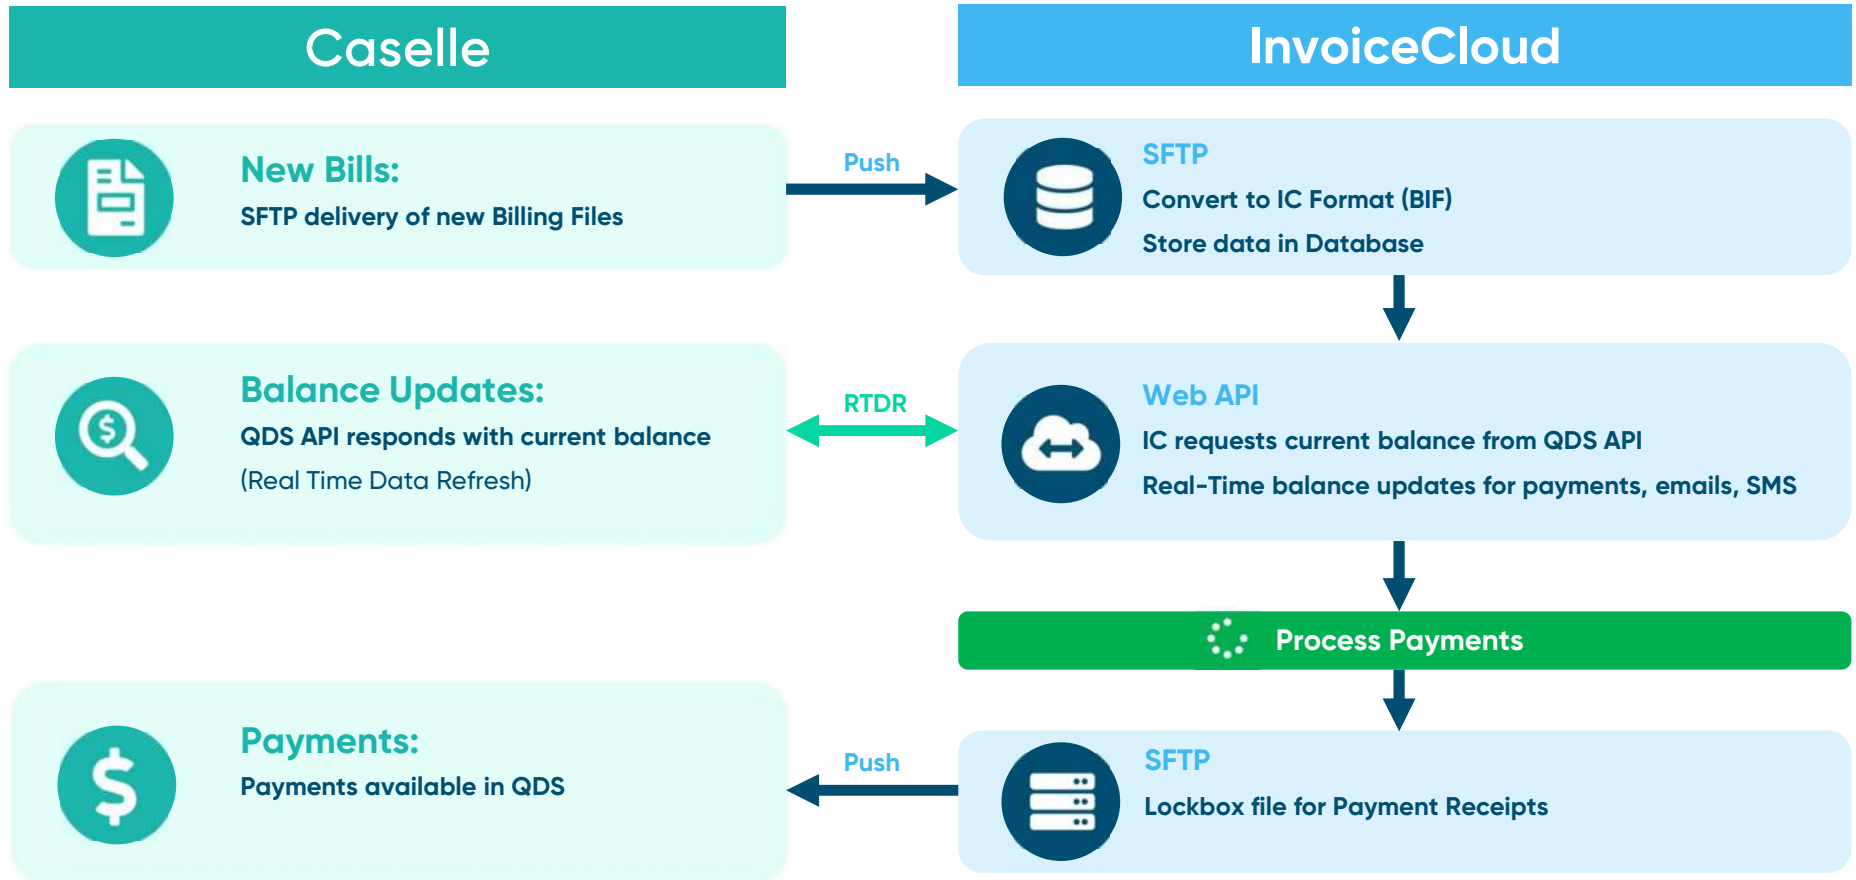 Caselle
InvoiceCloud
New Bills:
SFTP delivery of new Billing Files
Push
SFTP
Convert to IC Format (BIF)
Store data in Database
Balance Updates:
QDS API responds with current balance
(Real Time Data Refresh)
RTDR
Web API
IC requests current balance from QDS API
Real-Time balance updates for payments, emails, SMS
Process Payments
Payments:
Payments available in QDS
Push
SFTP
Lockbox file for Payment Receipts